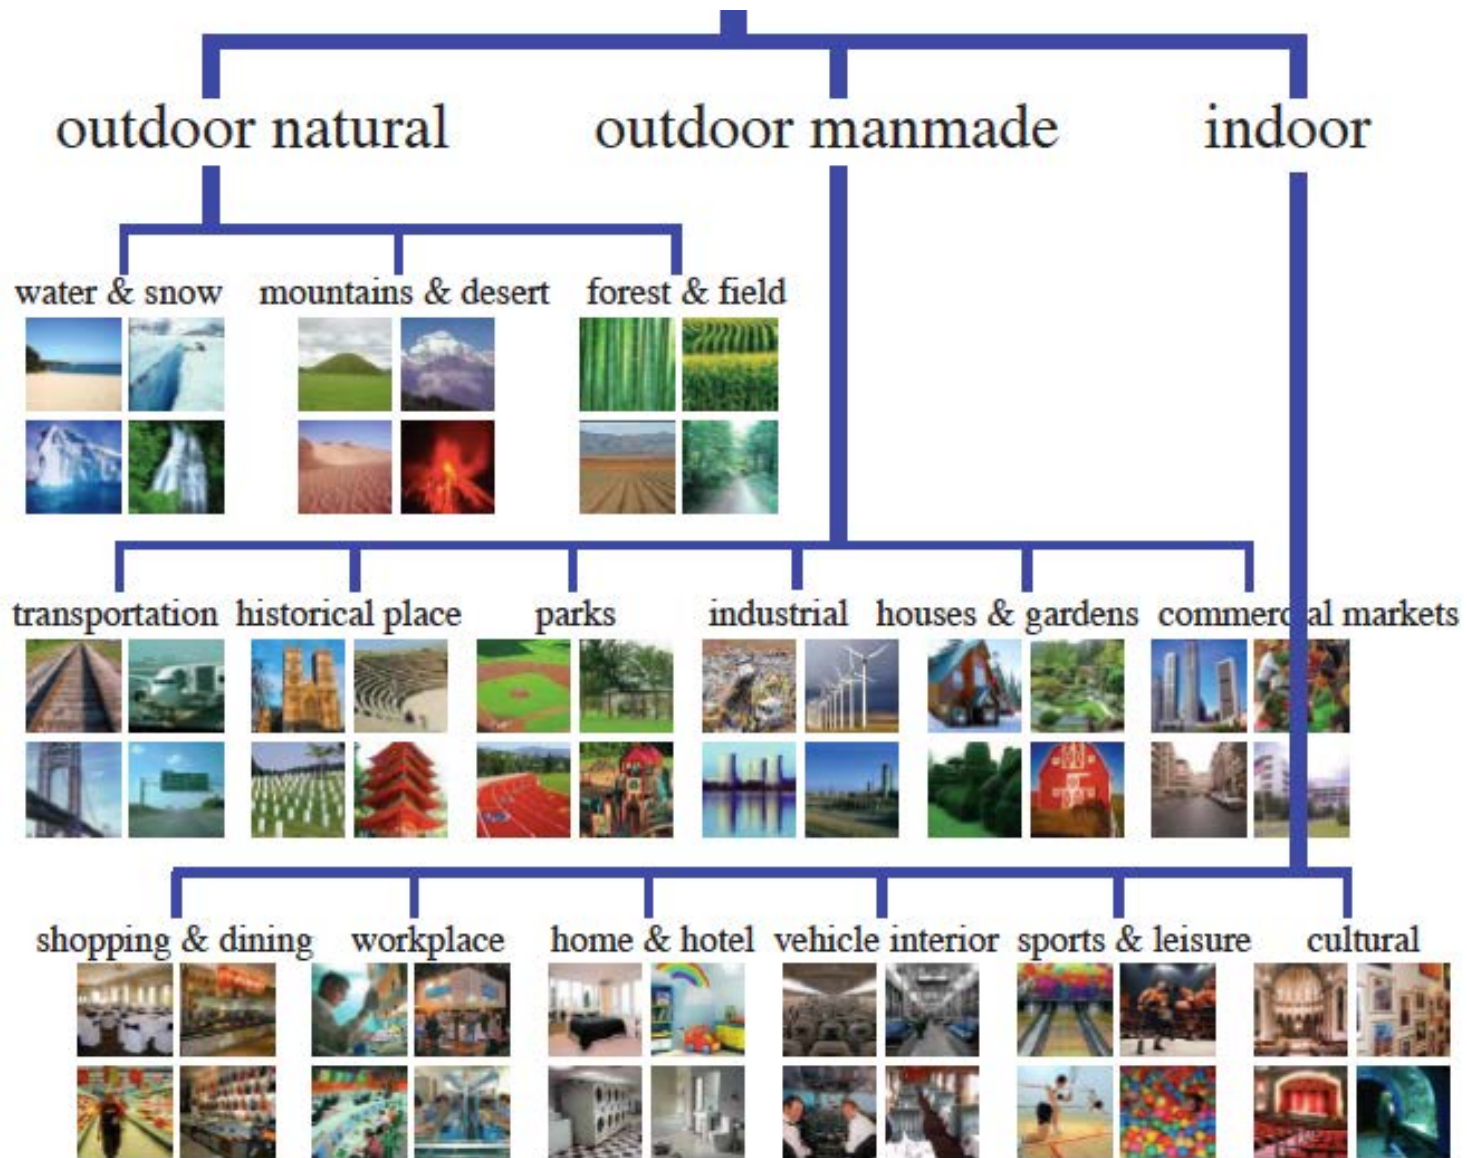 outdoor natural outdoor manmade indoor
water & snow mountains & desert forest & field
transportation historical place parks industrial houses & gardens commercial markets
shopping & dining workplace home & hotel vehicle interior sports & leisure cultural